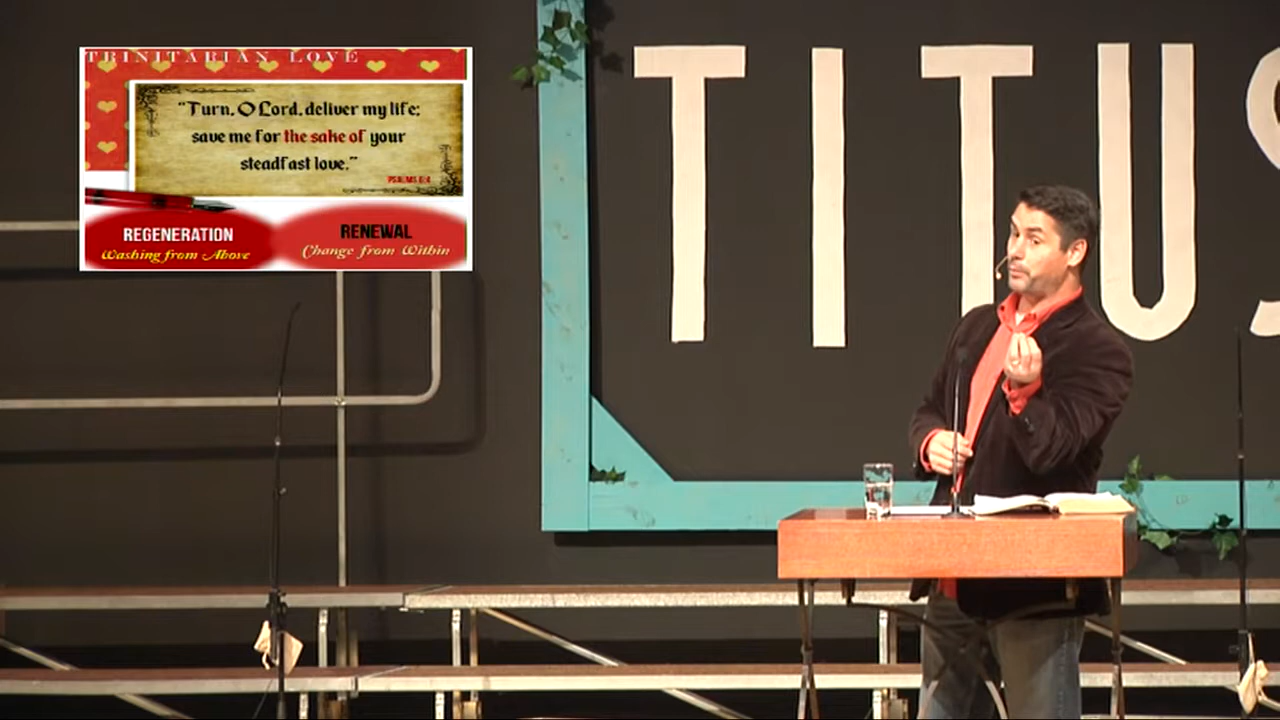 TRINITARIAN LOVE
"Turn, O Lord, deliver my life;
save me for the sake of your
steadfast love."
PSALMS 6:4
REGENERATION
Washing from Above
RENEWAL
Change from Within
TITUS